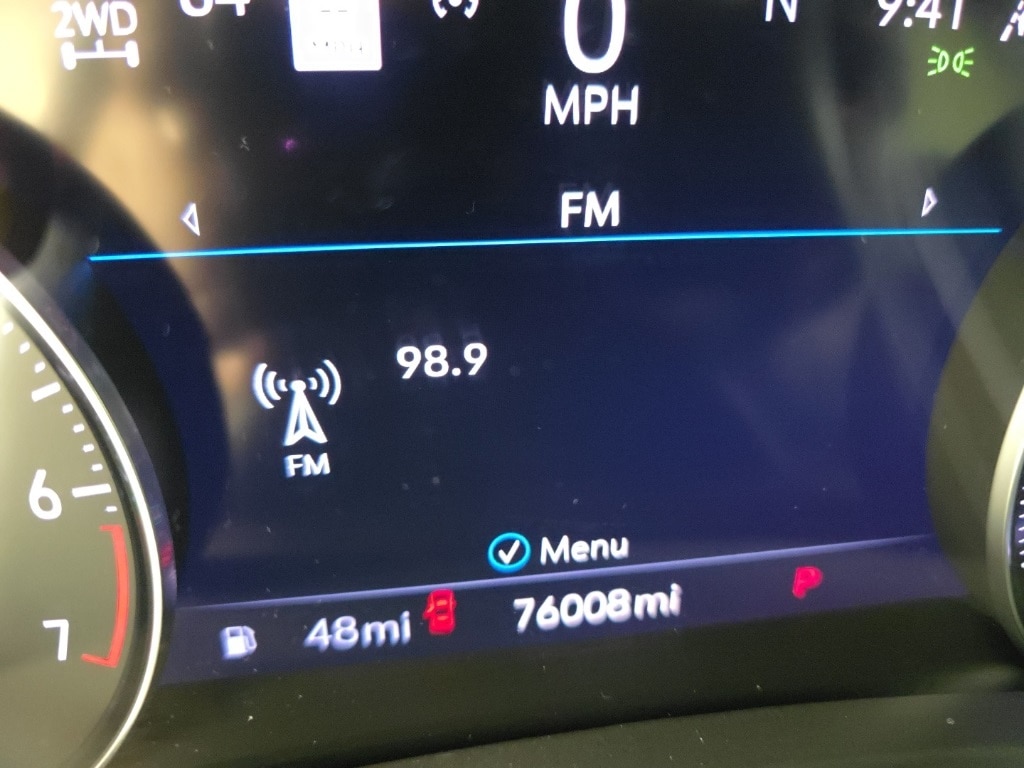 2WD N 9:41
0
MPH
FM
98.9
FM
6
Menu
7
48mi 76008mi P